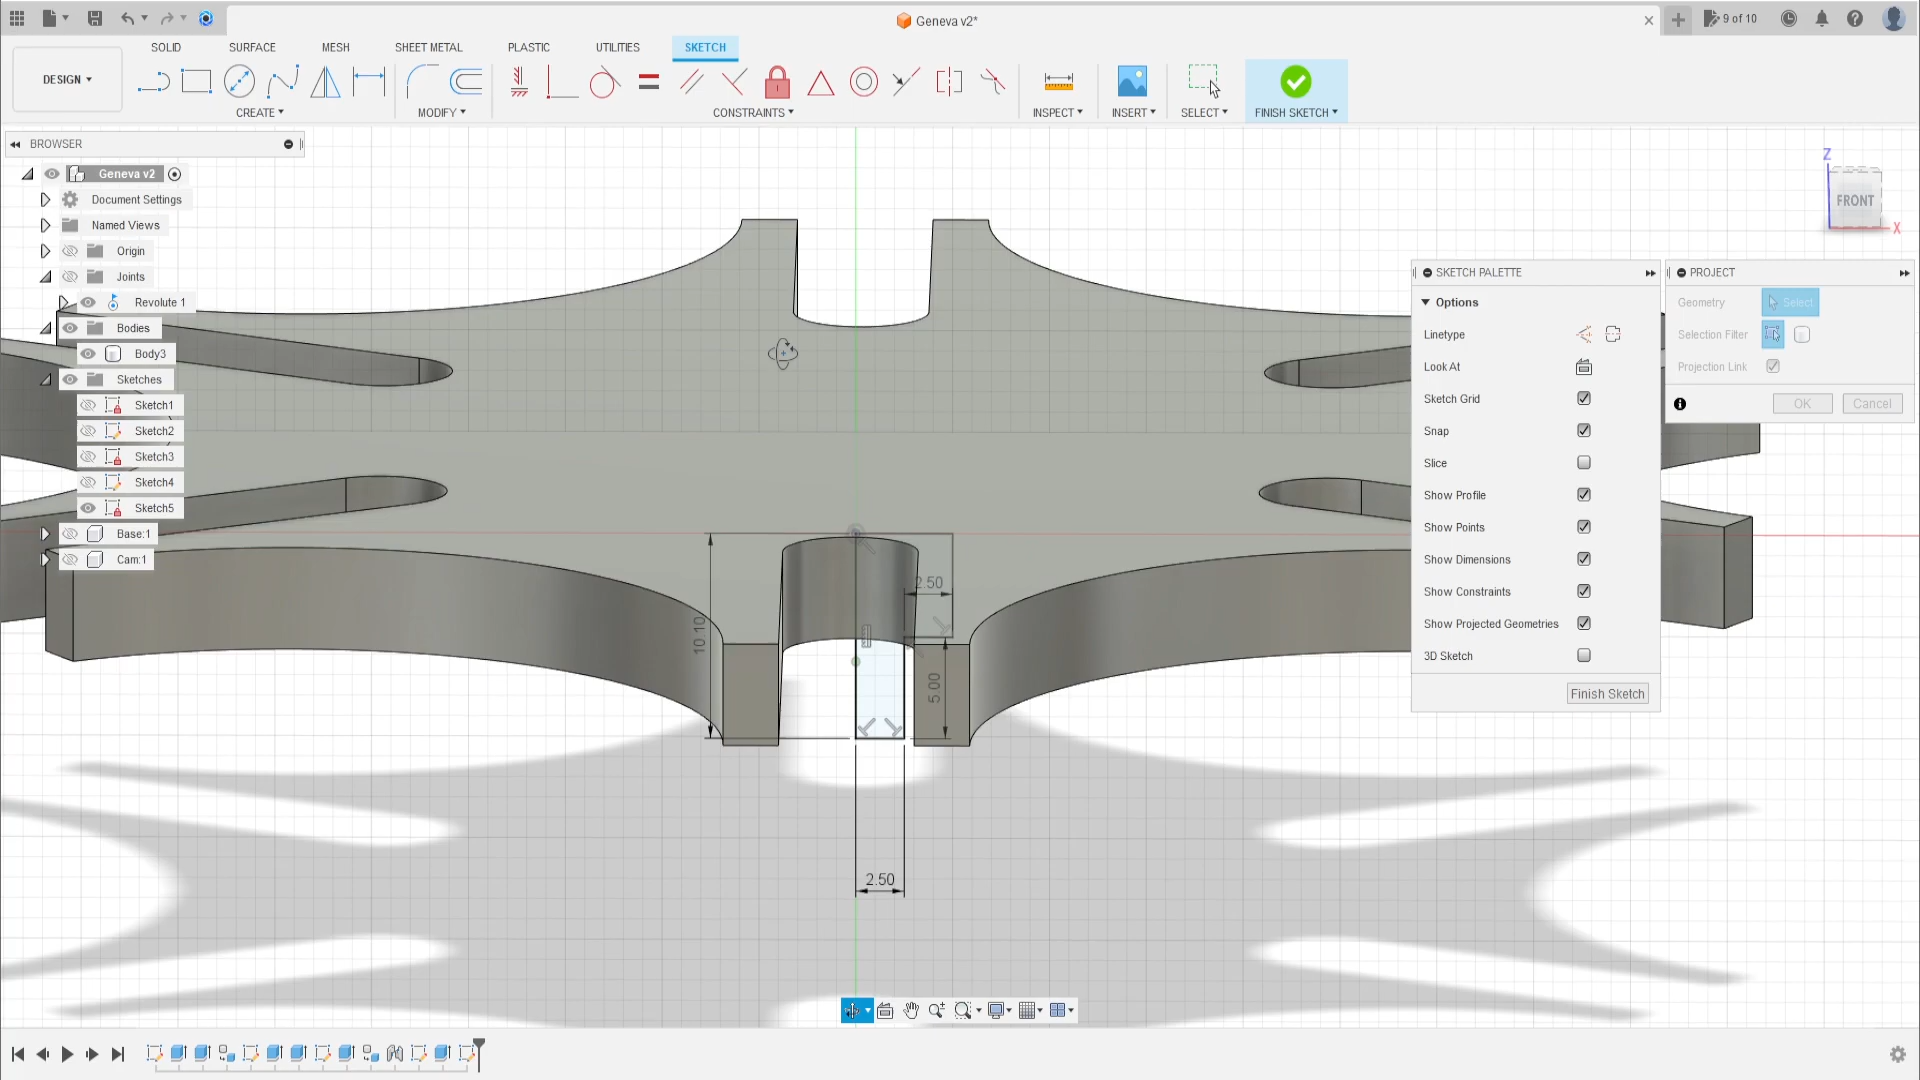 Geneva v2*
9 of 10
SOLID SURFACE MESH SHEET METAL PLASTIC UTILITIES SKETCH
DESIGN
CREATE MODIFY CONSTRAINTS INSPECT INSERT SELECT FINISH SKETCH
BROWSER
Geneva v2
Document Settings
Named Views
Origin
Joints
Revolute 1
Bodies
Body3
Sketches
Sketch1
Sketch2
Sketch3
Sketch4
Sketch5
Base:1
Cam:1
Z
FRONT
X
SKETCH PALETTE
Options
Linetype
Look At
Sketch Grid
Snap
Slice
Show Profile
Show Points
Show Dimensions
Show Constraints
Show Projected Geometries
3D Sketch
Finish Sketch
PROJECT
Geometry Select
Selection Filter
Projection Link
OK Cancel
2.50
10.10
5.00
2.50